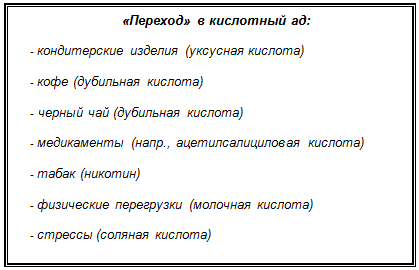 «Переход» в кислотный ад:
- кондитерские изделия (уксусная кислота)
- кофе (дубильная кислота)
- черный чай (дубильная кислота)
- медикаменты (напр., ацетилсалициловая кислота)
- табак (никотин)
- физические перегрузки (молочная кислота)
- стрессы (соляная кислота)